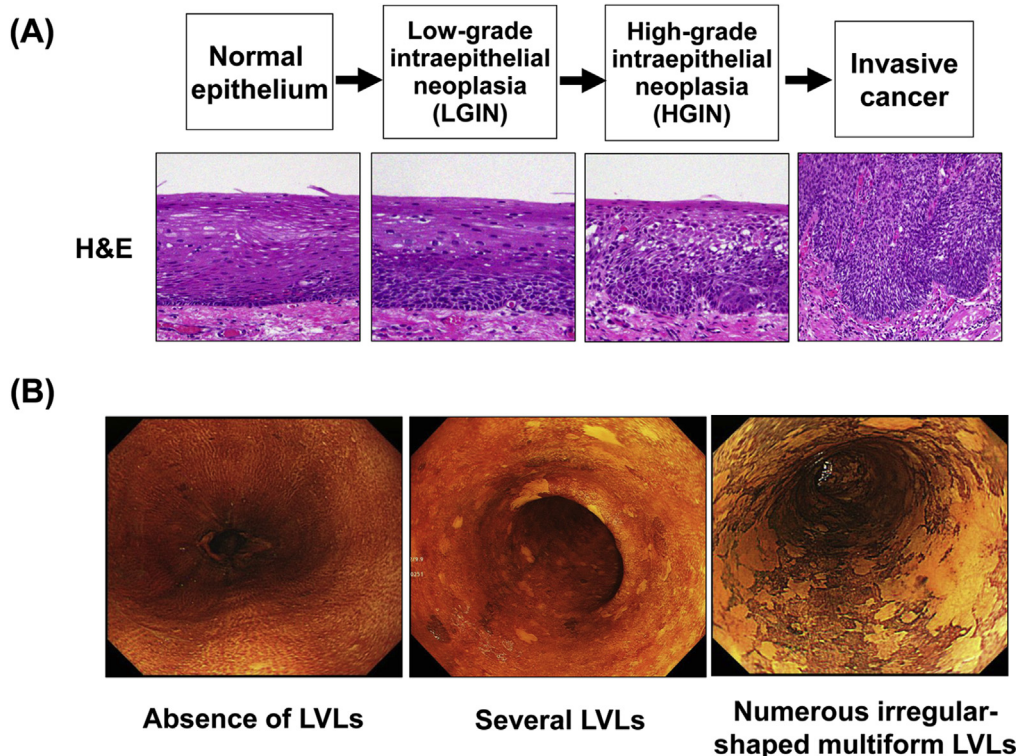 (A)
Normal
epithelium
Low-grade
intraepithelial
neoplasia
(LGIN)
High-grade
intraepithelial
neoplasia
(HGIN)
Invasive
cancer
H&E
(B)
Absence of LVLs
Several LVLs
Numerous irregular-
shaped multiform LVLs